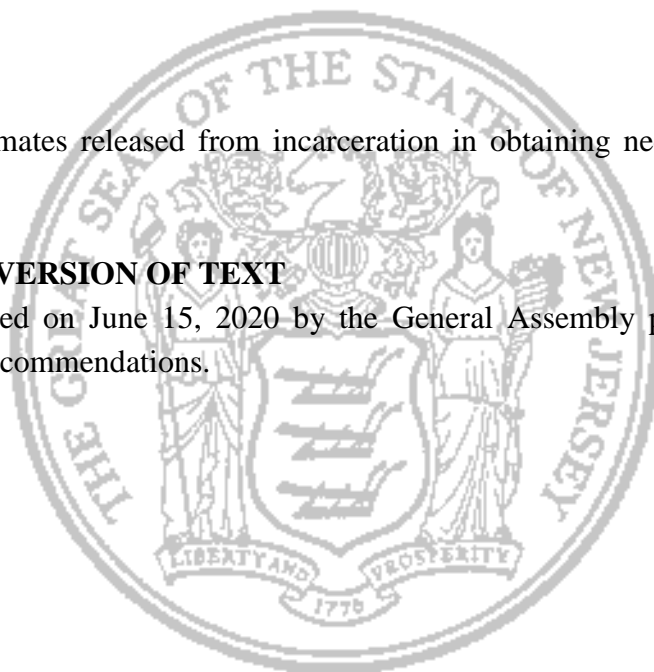 THE GREAT SEAL OF THE STATE OF NEW JERSEY
mates released from incarceration in obtaining ne
VERSION OF TEXT
ed on June 15, 2020 by the General Assembly p
commendations.
LIBERTY AND PROSPERITY
1776